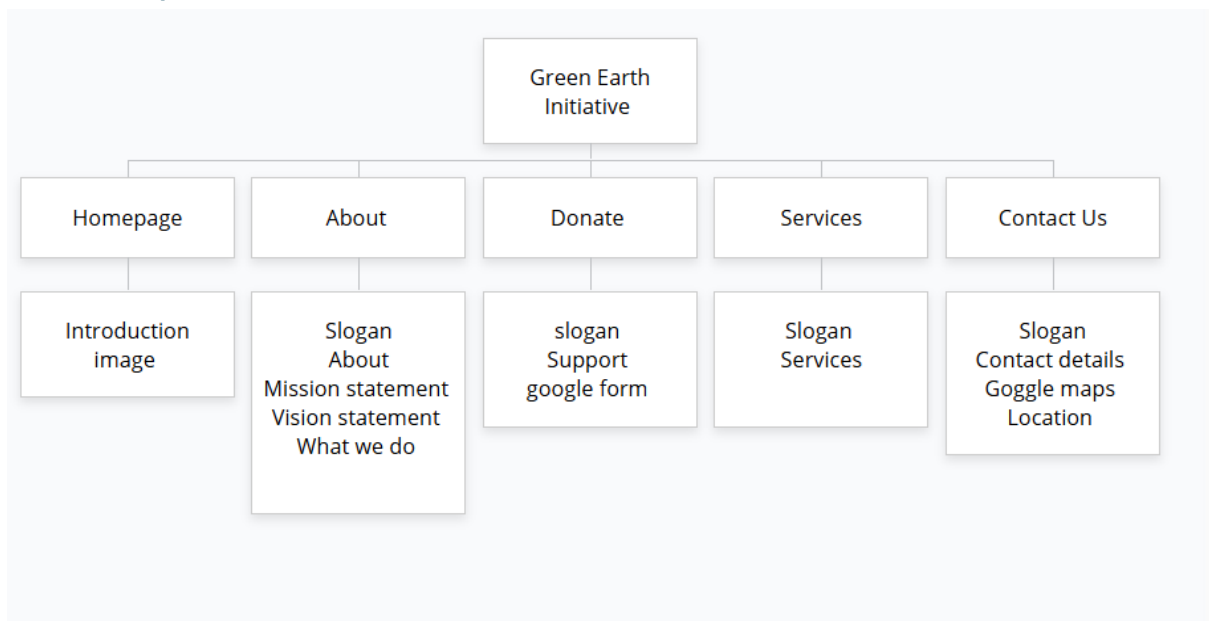 Green Earth
Initiative
Homepage
About
Donate
Services
Contact Us
Introduction
image
Slogan
About
Mission statement
Vision statement
What we do
slogan
Support
google form
Slogan
Services
Slogan
Contact details
Goggle maps
Location